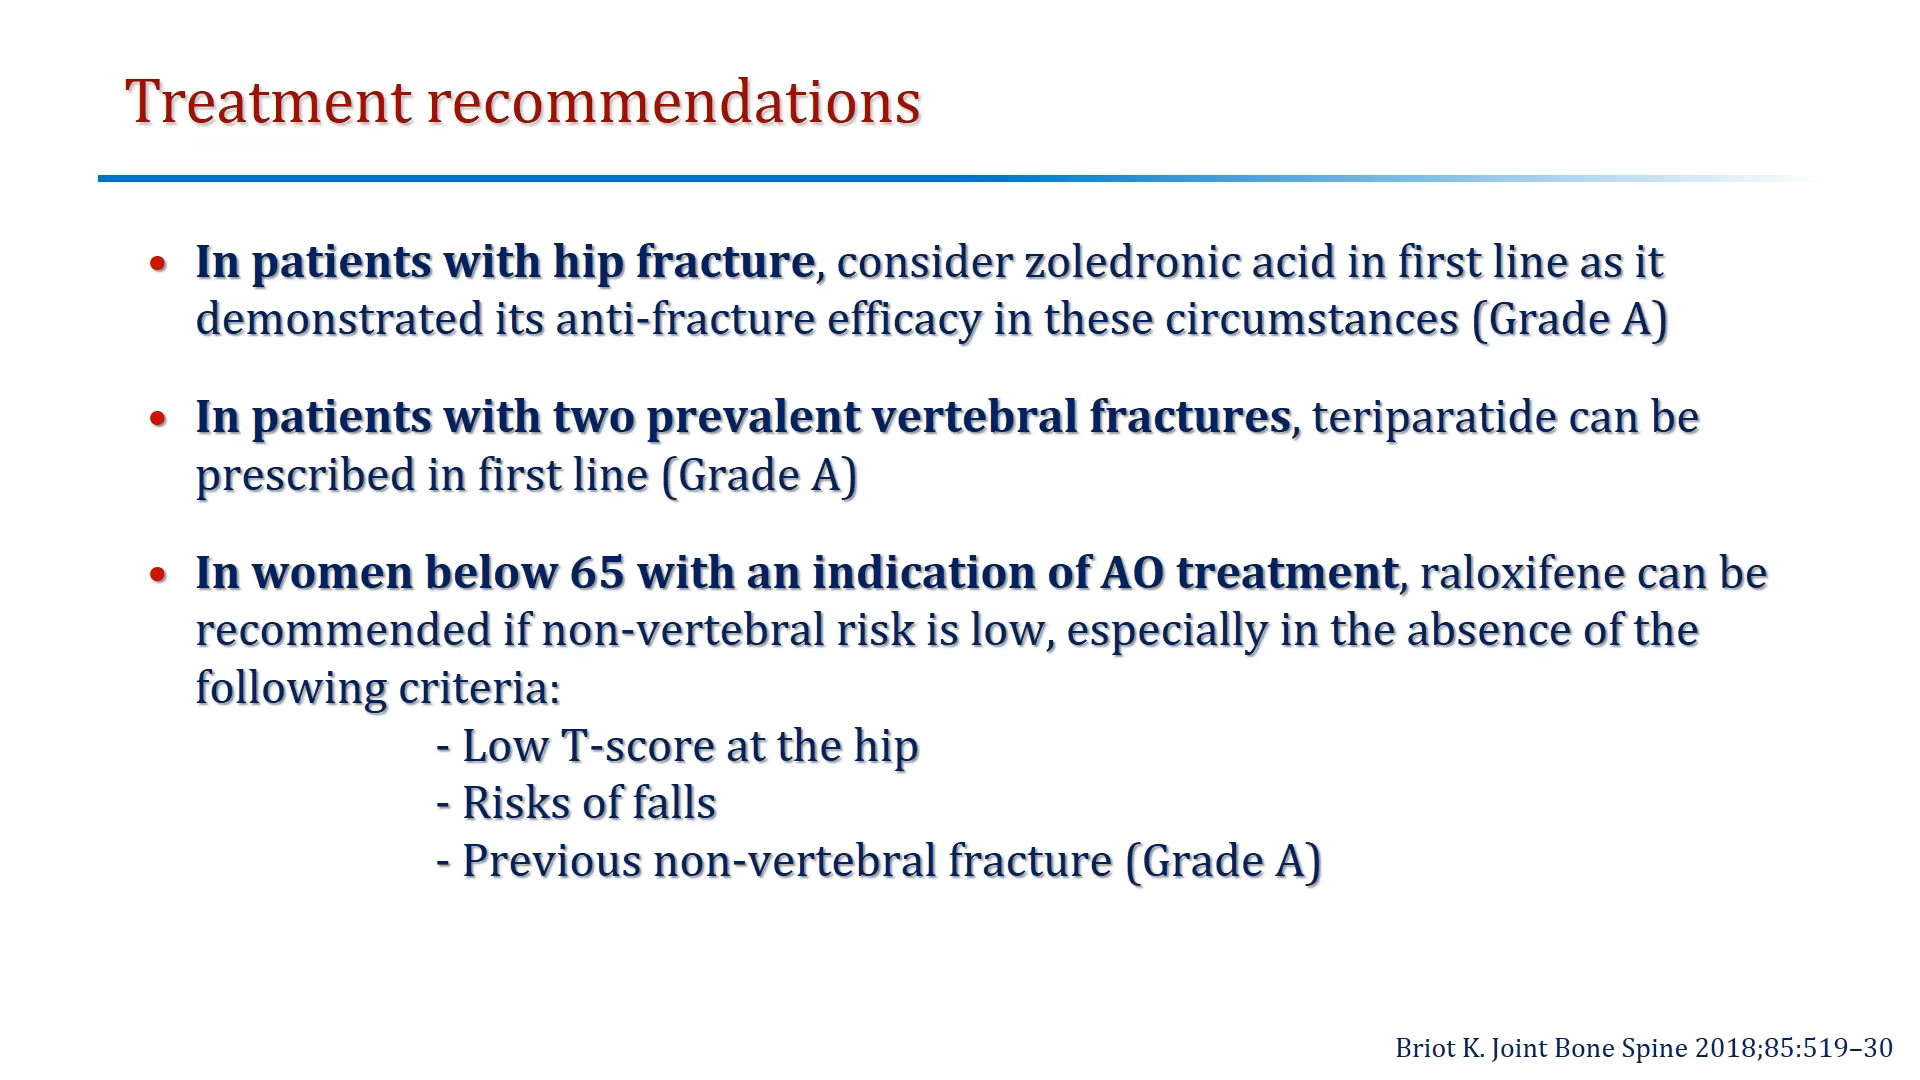 Treatment recommendations
• In patients with hip fracture, consider zoledronic acid in first line as it
demonstrated its anti-fracture efficacy in these circumstances (Grade A)
• In patients with two prevalent vertebral fractures, teriparatide can be
prescribed in first line (Grade A)
• In women below 65 with an indication of AO treatment, raloxifene can be
recommended if non-vertebral risk is low, especially in the absence of the
following criteria:
- Low T-score at the hip
- Risks of falls
- Previous non-vertebral fracture (Grade A)
Briot K. Joint Bone Spine 2018;85:519–30